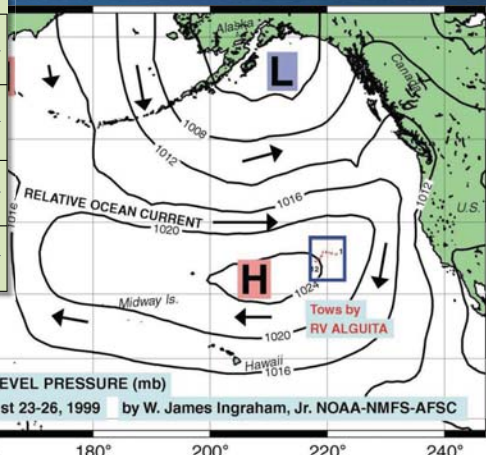 Alaska
L
Canada
1008
1012
1016
1012
1016
RELATIVE OCEAN CURRENT
1020
U.S.
H
12
1
1024
Midway Is.
Tows by
RV ALGUITA
1020
Hawaii
1016
EVEL PRESSURE (mb)
st 23-26, 1999 by W. James Ingraham, Jr. NOAA-NMFS-AFSC
180°
200°
220°
240°